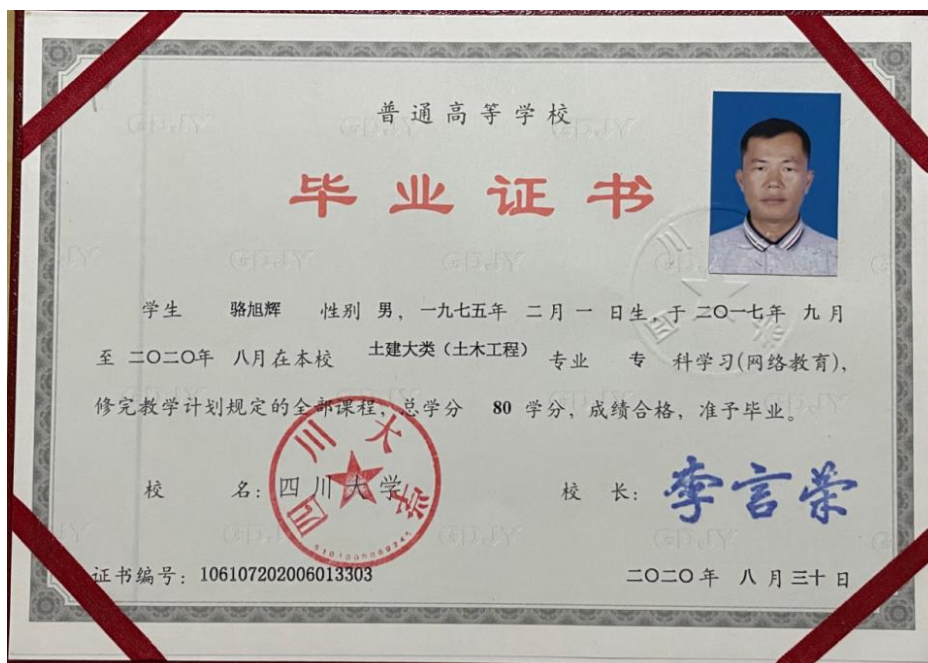 普通高等学校
毕业证书
学生 骆旭辉 性别 男，一九七五年 二月 一 日生，于 二〇一七年 九月
至 二〇二〇年 八月在本校 土建大类（土木工程） 专业 专 科学习(网络教育)，
修完教学计划规定的全部课程，总学分 80 学分，成绩合格，准予毕业。
校 名：四川大学 校 长：李言荣
四川大学
证书编号：106107202006013303 二〇二〇年 八月三十日